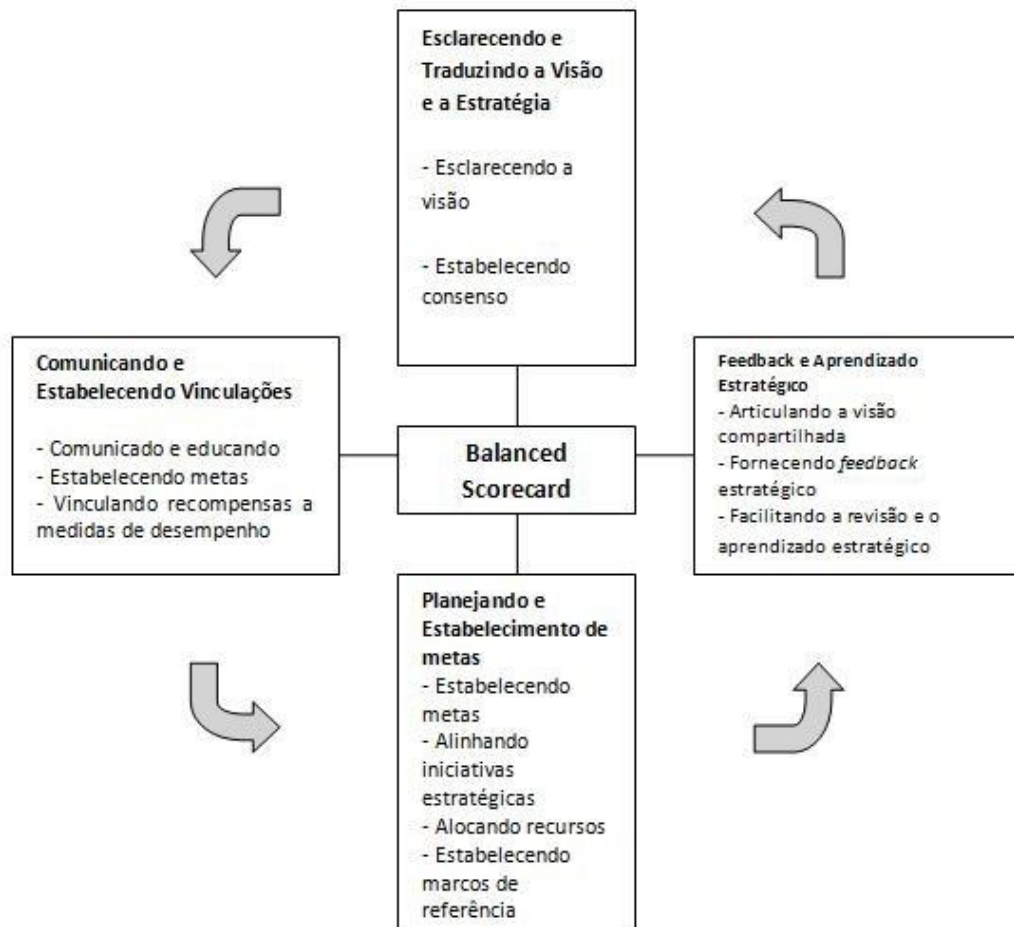 Esclarecendo e
Traduzindo a Visão
e a Estratégia
- Esclarecendo a
visão
- Estabelecendo
consenso
Comunicando e
Estabelecendo Vinculações
- Comunicado e educando
- Estabelecendo metas
- Vinculando recompensas a
medidas de desempenho
Balanced
Scorecard
Feedback e Aprendizado
Estratégico
- Articulando a visão
compartilhada
- Fornecendo feedback
estratégico
- Facilitando a revisão e o
aprendizado estratégico
Planejando e
Estabelecimento de
metas
- Estabelecendo
metas
- Alinhando
iniciativas
estratégicas
- Alocando recursos
- Estabelecendo
marcos de
referência